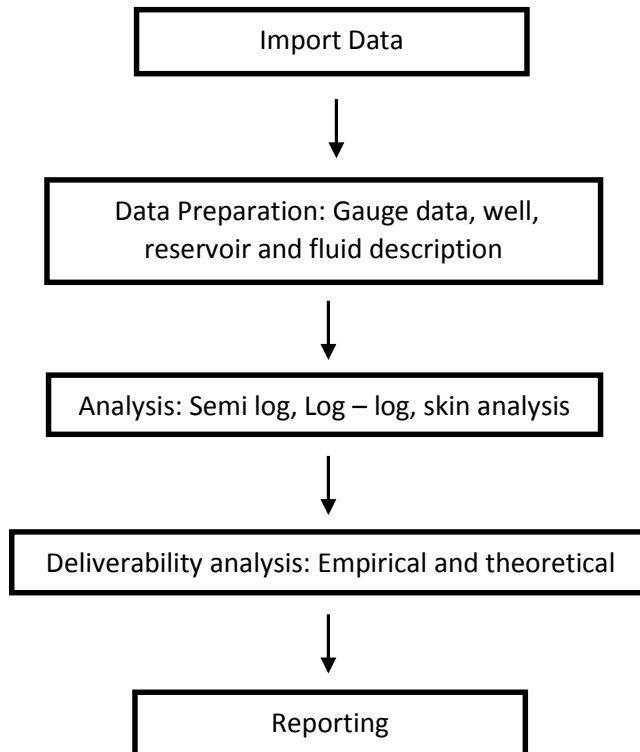 Import Data
Data Preparation: Gauge data, well,
reservoir and fluid description
Analysis: Semi log, Log – log, skin analysis
Deliverability analysis: Empirical and theoretical
Reporting